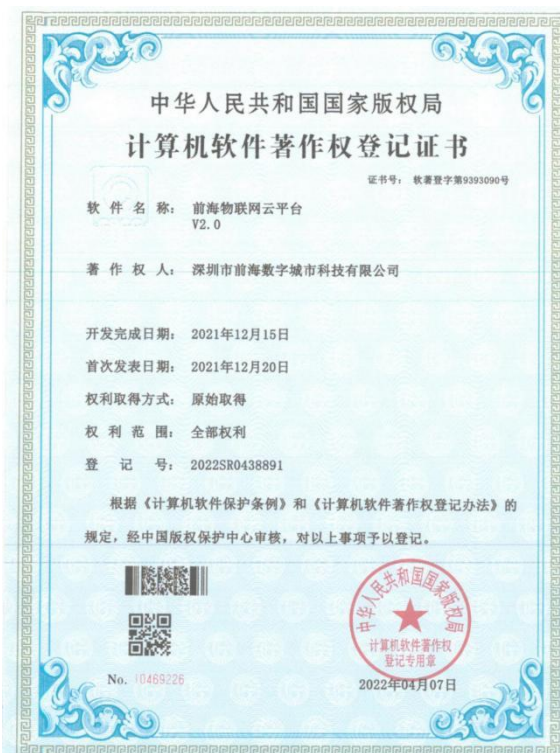 中华人民共和国国家版权局
计算机软件著作权登记证书
证书号： 软著登字第9393090号
软件名称： 前海物联网云平台
V2.0
著作权人： 深圳市前海数字城市科技有限公司
开发完成日期： 2021年12月15日
首次发表日期： 2021年12月20日
权利取得方式： 原始取得
权利范围： 全部权利
登记号： 2022SR0438891
根据《计算机软件保护条例》和《计算机软件著作权登记办法》的
规定，经中国版权保护中心审核，对以上事项予以登记。
中华人民共和国国家版权局
计算机软件著作权
登记专用章
No. 10469226
2022年04月07日